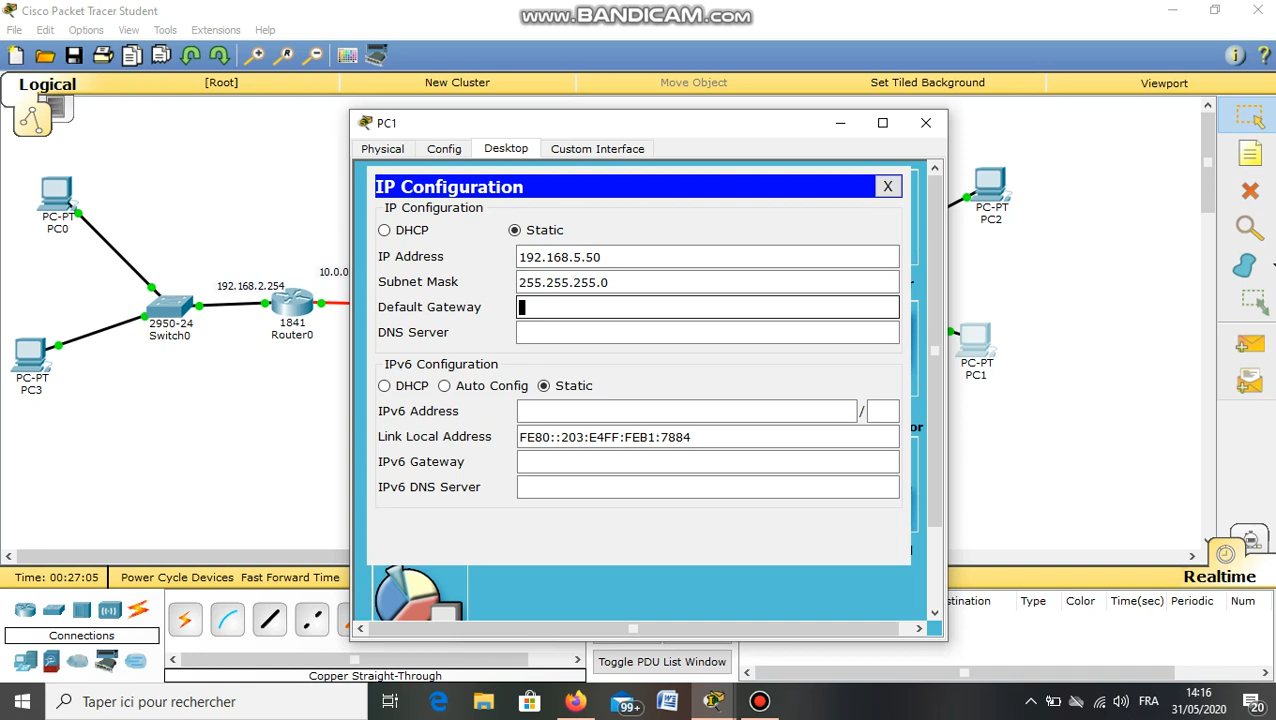 Cisco Packet Tracer Student
www.BANDICAM.com
File Edit Options View Tools Extensions Help
Logical
[Root]
New Cluster
Move Object
Set Tiled Background
Viewport
PC1
Physical Config Desktop Custom Interface
IP Configuration X
IP Configuration
DHCP Static
IP Address 192.168.5.50
Subnet Mask 255.255.255.0
Default Gateway
DNS Server
IPv6 Configuration
DHCP Auto Config Static
IPv6 Address /
Link Local Address FE80::203:E4FF:FEB1:7884
IPv6 Gateway
IPv6 DNS Server
PC-PT
PC0
192.168.2.254
10.0.0
2950-24
Switch0
1841
Router0
PC-PT
PC3
PC-PT
PC2
PC-PT
PC1
or
Time: 00:27:05 Power Cycle Devices Fast Forward Time
Realtime
Connections
Copper Straight-Through
Toggle PDU List Window
stination Type Color Time(sec) Periodic Num
Taper ici pour rechercher
99+
FRA
14:16
31/05/2020
20